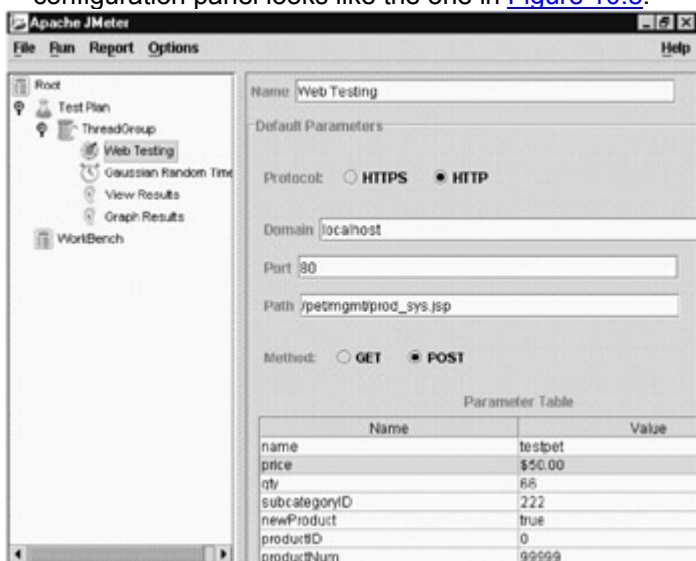 configuration panel looks like the one in Figure 10.8.
Apache JMeter
File Run Report Options Help
Root
Test Plan
ThreadGroup
Web Testing
Gaussian Random Time
View Results
Graph Results
WorkBench
Name Web Testing
Default Parameters
Protocol: HTTPS HTTP
Domain localhost
Port 80
Path /petmgmt/prod_sys.jsp
Method: GET POST
Parameter Table
Name Value
name testpet
price $50.00
qty 66
subcategoryID 222
newProduct true
productID 0
productNum 99999